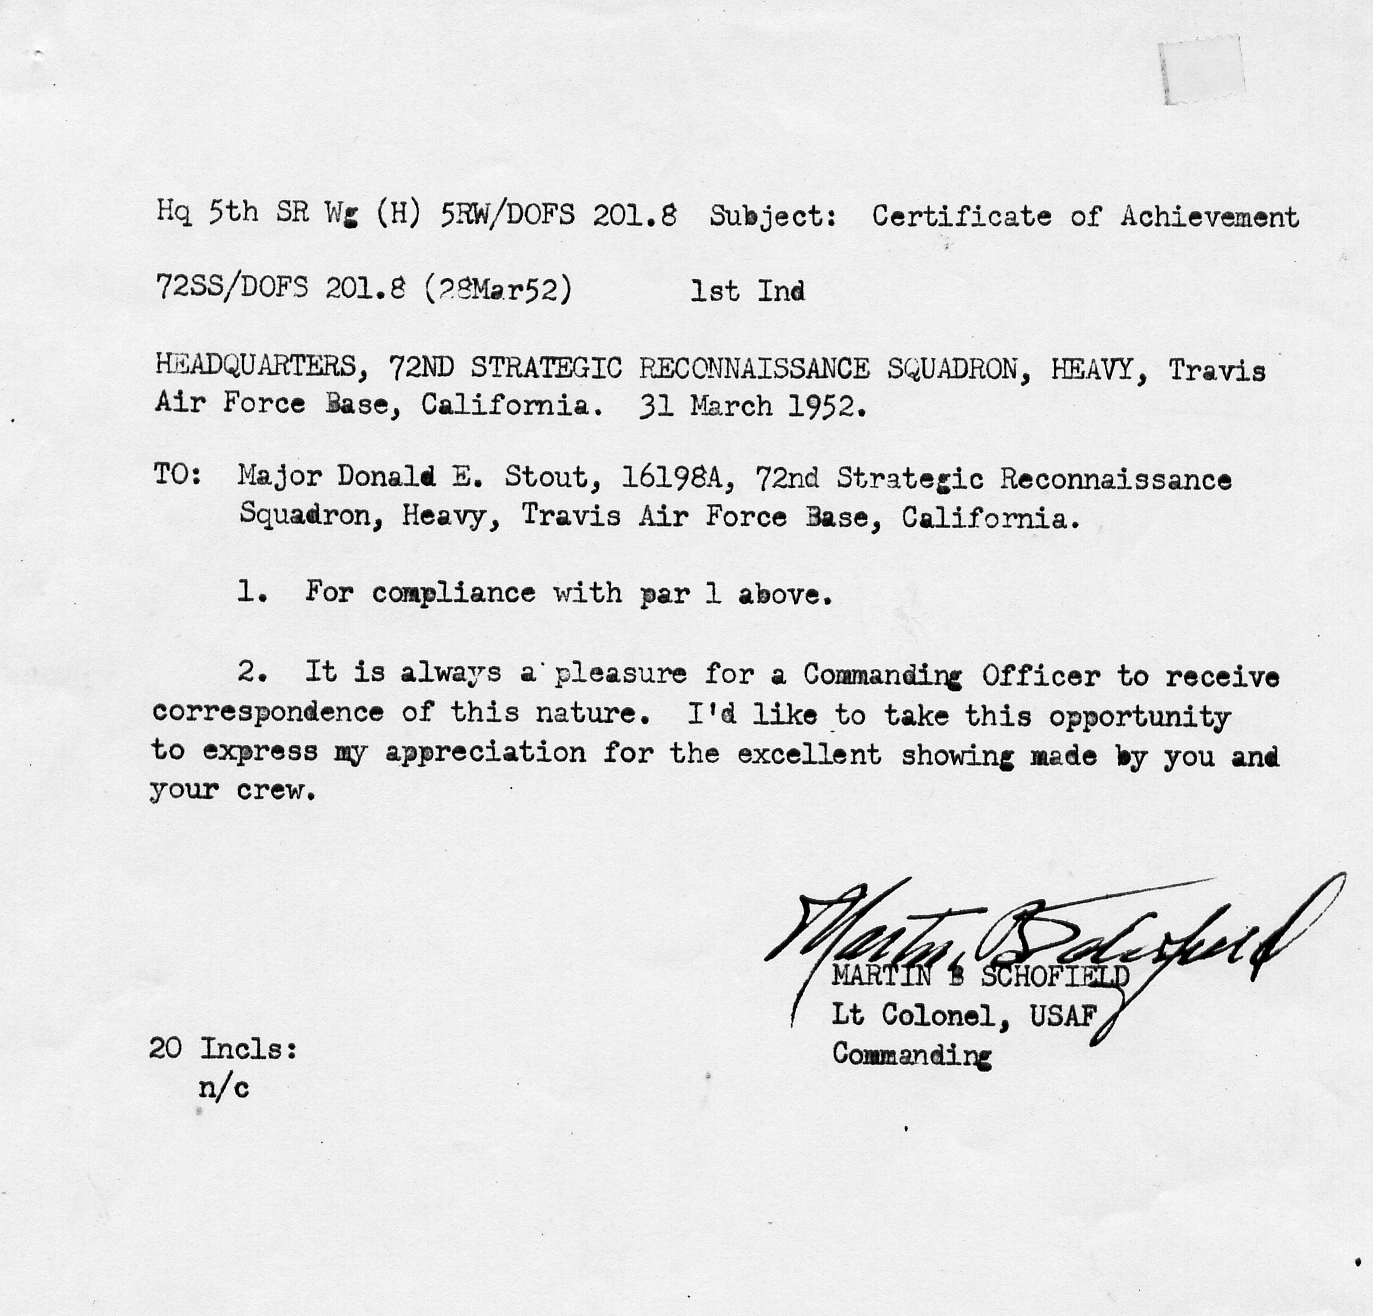 Hq 5th SR Wg (H) 5RW/DOFS 201.8 Subject: Certificate of Achievement
72SS/DOFS 201.8 (28Mar52) 1st Ind
HEADQUARTERS, 72ND STRATEGIC RECONNAISSANCE SQUADRON, HEAVY, Travis
Air Force Base, California. 31 March 1952.
TO: Major Donald E. Stout, 16198A, 72nd Strategic Reconnaissance
Squadron, Heavy, Travis Air Force Base, California.
1. For compliance with par 1 above.
2. It is always a pleasure for a Commanding Officer to receive
correspondence of this nature. I'd like to take this opportunity
to express my appreciation for the excellent showing made by you and
your crew.
Martin B Schofield
MARTIN B SCHOFIELD
Lt Colonel, USAF
Commanding
20 Incls:
n/c